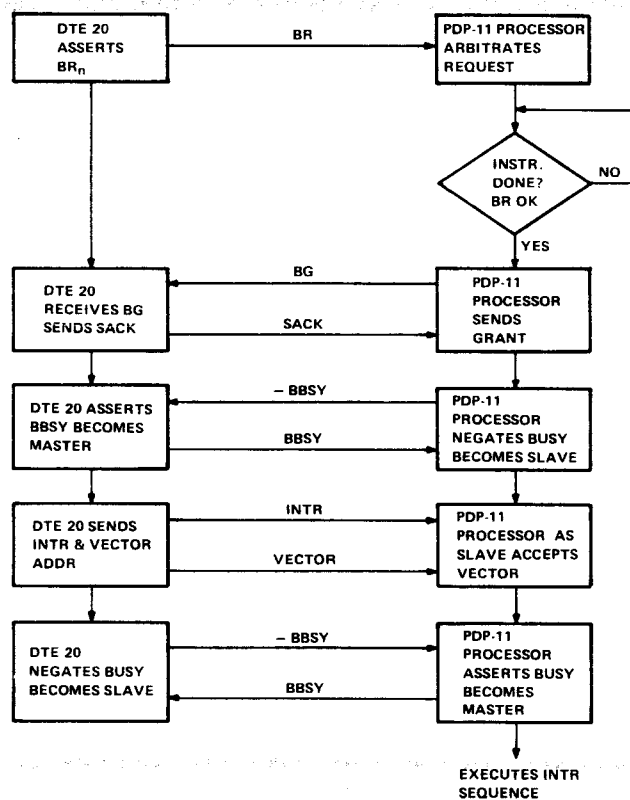 DTE 20
ASSERTS
BRn
BR
PDP-11 PROCESSOR
ARBITRATES
REQUEST
INSTR.
DONE?
BR OK
NO
YES
DTE 20
RECEIVES BG
SENDS SACK
BG
SACK
PDP-11
PROCESSOR
SENDS
GRANT
DTE 20 ASSERTS
BBSY BECOMES
MASTER
– BBSY
BBSY
PDP-11
PROCESSOR
NEGATES BUSY
BECOMES SLAVE
DTE 20 SENDS
INTR & VECTOR
ADDR
INTR
VECTOR
PDP-11
PROCESSOR AS
SLAVE ACCEPTS
VECTOR
DTE 20
NEGATES BUSY
BECOMES SLAVE
– BBSY
BBSY
PDP-11
PROCESSOR
ASSERTS BUSY
BECOMES
MASTER
EXECUTES INTR
SEQUENCE